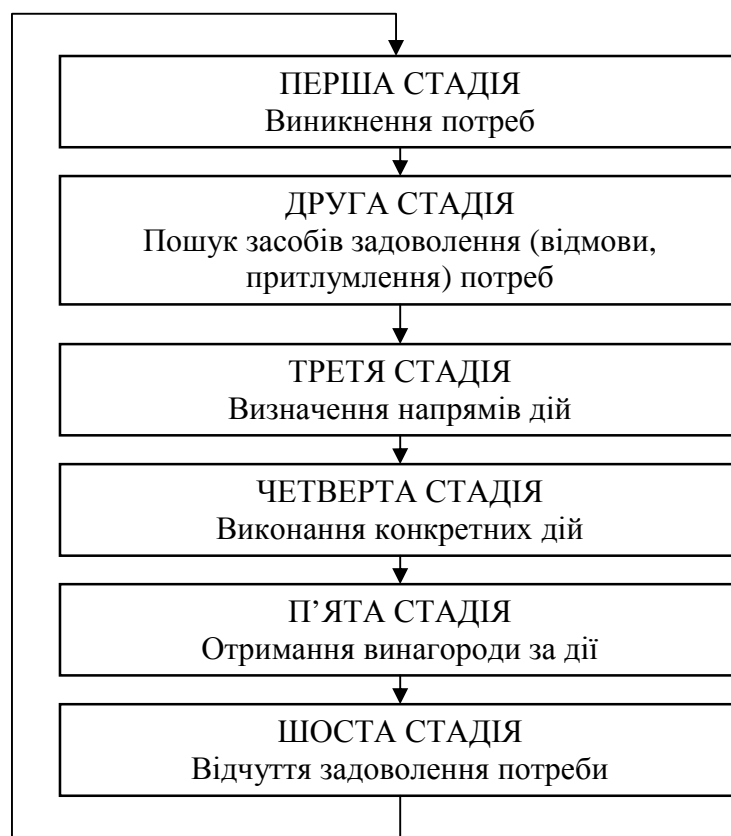 ПЕРША СТАДІЯ
Виникнення потреб
ДРУГА СТАДІЯ
Пошук засобів задоволення (відмови,
притлумлення) потреб
ТРЕТЯ СТАДІЯ
Визначення напрямів дій
ЧЕТВЕРТА СТАДІЯ
Виконання конкретних дій
П’ЯТА СТАДІЯ
Отримання винагороди за дії
ШОСТА СТАДІЯ
Відчуття задоволення потреби